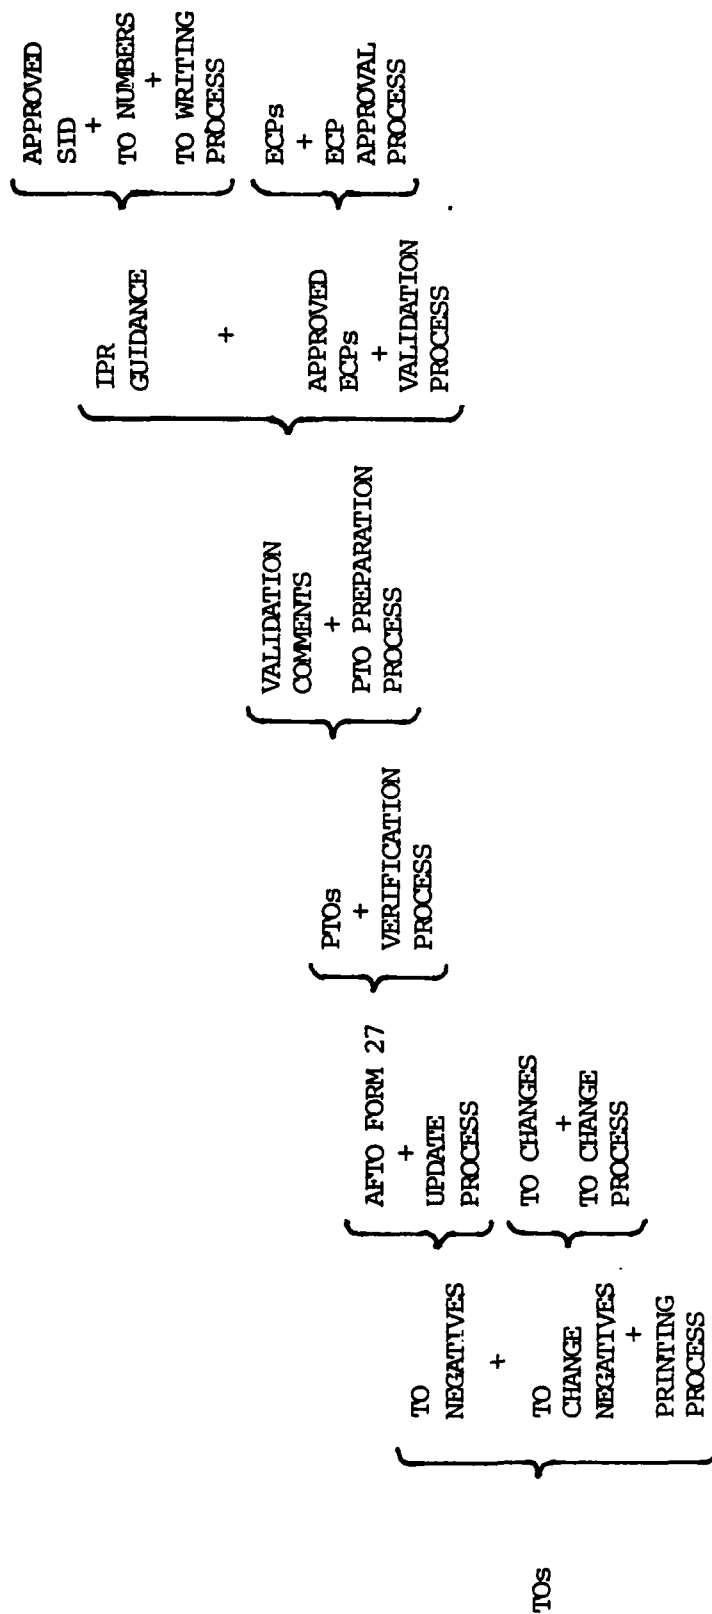 TOs
TO
NEGATIVES
+
TO
CHANGE
NEGATIVES
+
PRINTING
PROCESS
AFTO FORM 27
+
UPDATE
PROCESS
TO CHANGES
+
TO CHANGE
PROCESS
PTOs
+
VERIFICATION
PROCESS
VALIDATION
COMMENTS
+
PTO PREPARATION
PROCESS
IPR
GUIDANCE
+
APPROVED
ECPs
+
VALIDATION
PROCESS
APPROVED
SID
+
TO NUMBERS
+
TO WRITING
PROCESS
ECPs
+
ECP
APPROVAL
PROCESS